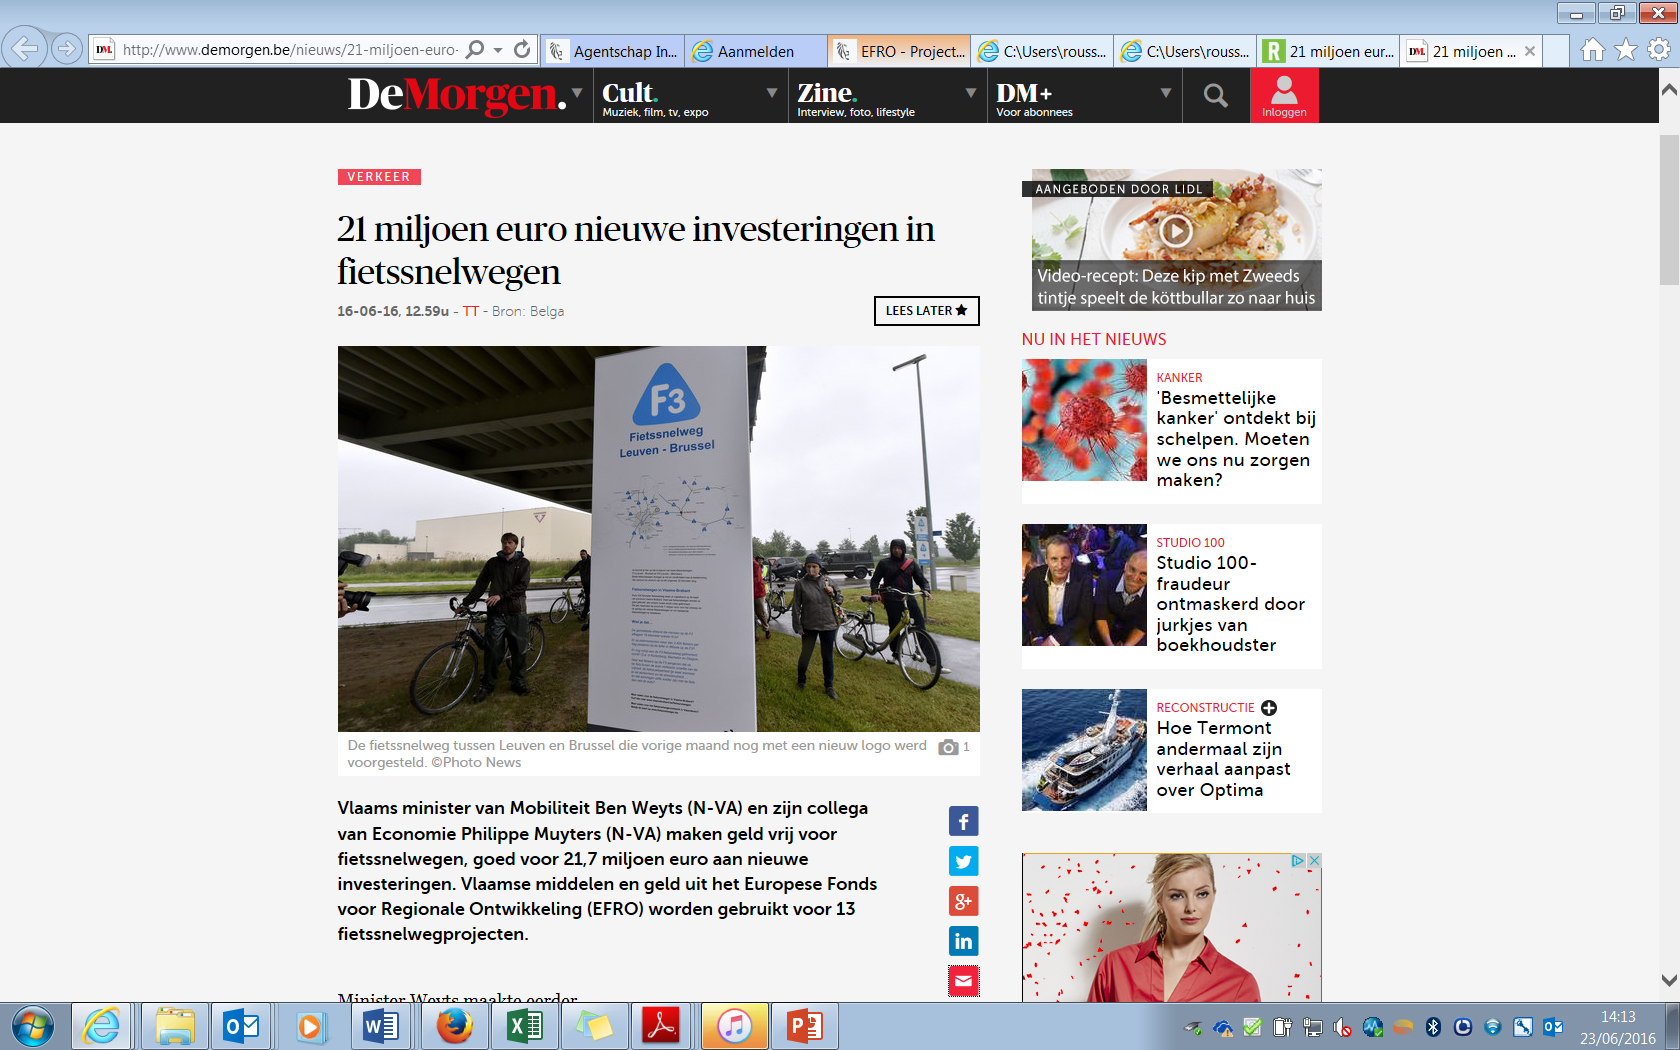 http://www.demorgen.be/nieuws/21-miljoen-euro-
DM.
Agentschap In...
Aanmelden
EFRO - Project...
C:\Users\rouss...
C:\Users\rouss...
R
21 miljoen eur...
DM.
21 miljoen ...
DeMorgen.
Cult.
Muziek, film, tv, expo
Zine.
Interview, foto, lifestyle
DM+
Voor abonnees
Inloggen
VERKEER
21 miljoen euro nieuwe investeringen in
fietssnelwegen
16-06-16, 12.59u - TT - Bron: Belga
LEES LATER
F3
Fietssnelweg
Leuven - Brussel
De fietssnelweg tussen Leuven en Brussel die vorige maand nog met een nieuw logo werd
voorgesteld. ©Photo News
1
Vlaams minister van Mobiliteit Ben Weyts (N-VA) en zijn collega
van Economie Philippe Muyters (N-VA) maken geld vrij voor
fietssnelwegen, goed voor 21,7 miljoen euro aan nieuwe
investeringen. Vlaamse middelen en geld uit het Europese Fonds
voor Regionale Ontwikkeling (EFRO) worden gebruikt voor 13
fietssnelwegprojecten.
Minister Weyts maakte eerder
AANGEBODEN DOOR LIDL
Video-recept: Deze kip met Zweeds
tintje speelt de köttbullar zo naar huis
NU IN HET NIEUWS
KANKER
'Besmettelijke
kanker' ontdekt bij
schelpen. Moeten
we ons nu zorgen
maken?
STUDIO 100
Studio 100-
fraudeur
ontmaskerd door
jurkjes van
boekhoudster
RECONSTRUCTIE
Hoe Termont
andermaal zijn
verhaal aanpast
over Optima
14:13
23/06/2016